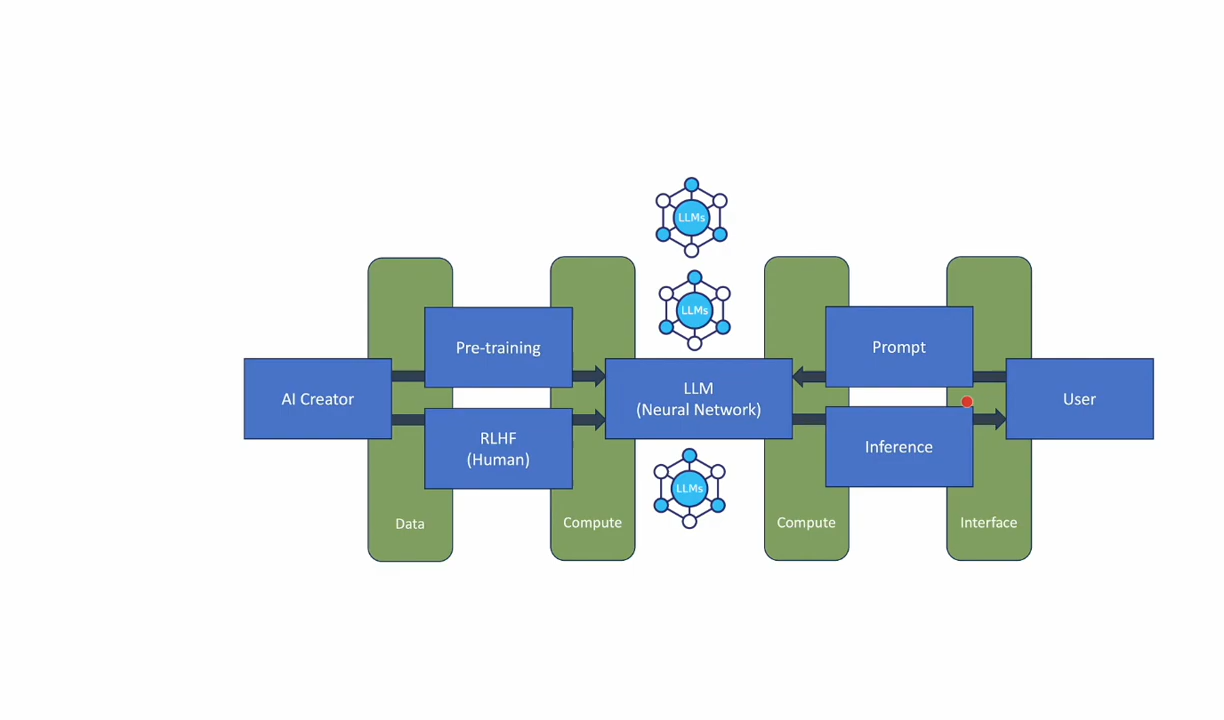 LLMs
LLMs
Pre-training
Prompt
AI Creator
LLM
(Neural Network)
User
RLHF
(Human)
Inference
LLMs
Data
Compute
Compute
Interface